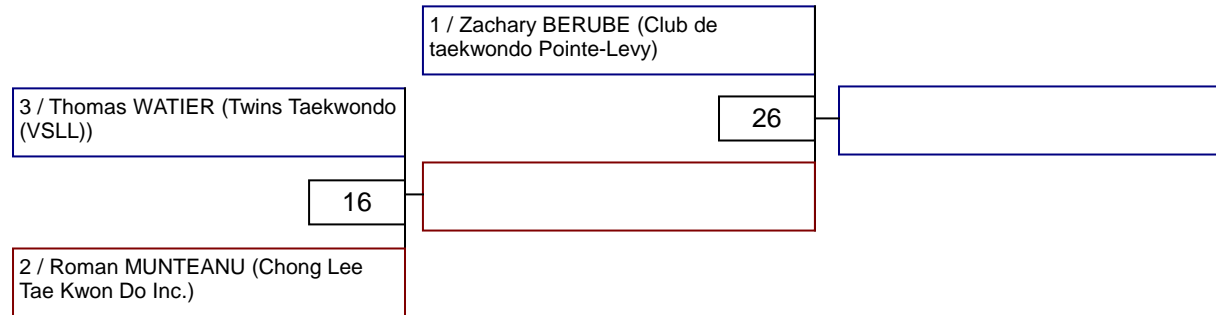 1 / Zachary BERUBE (Club de
taekwondo Pointe-Levy)
3 / Thomas WATIER (Twins Taekwondo
(VSLL))
26
16
2 / Roman MUNTEANU (Chong Lee
Tae Kwon Do Inc.)